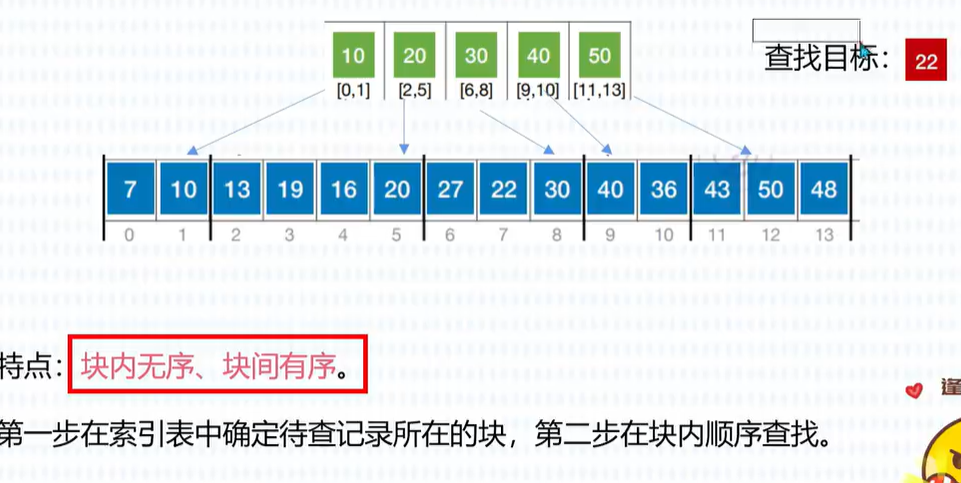 10 20 30 40 50
查找目标： 22
[0,1] [2,5] [6,8] [9,10] [11,13]
7 10 13 19 16 20 27 22 30 40 36 43 50 48
0 1 2 3 4 5 6 7 8 9 10 11 12 13
特点：块内无序、块间有序。
第一步在索引表中确定待查记录所在的块，第二步在块内顺序查找。